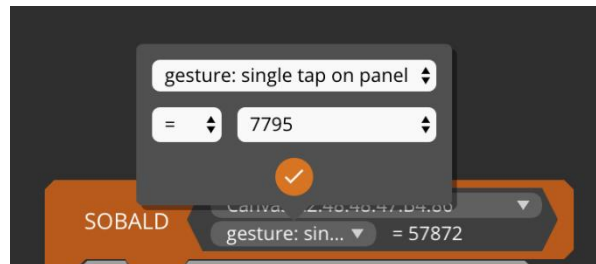 gesture: single tap on panel
= 7795
SOBALD
gesture: sin... = 57872